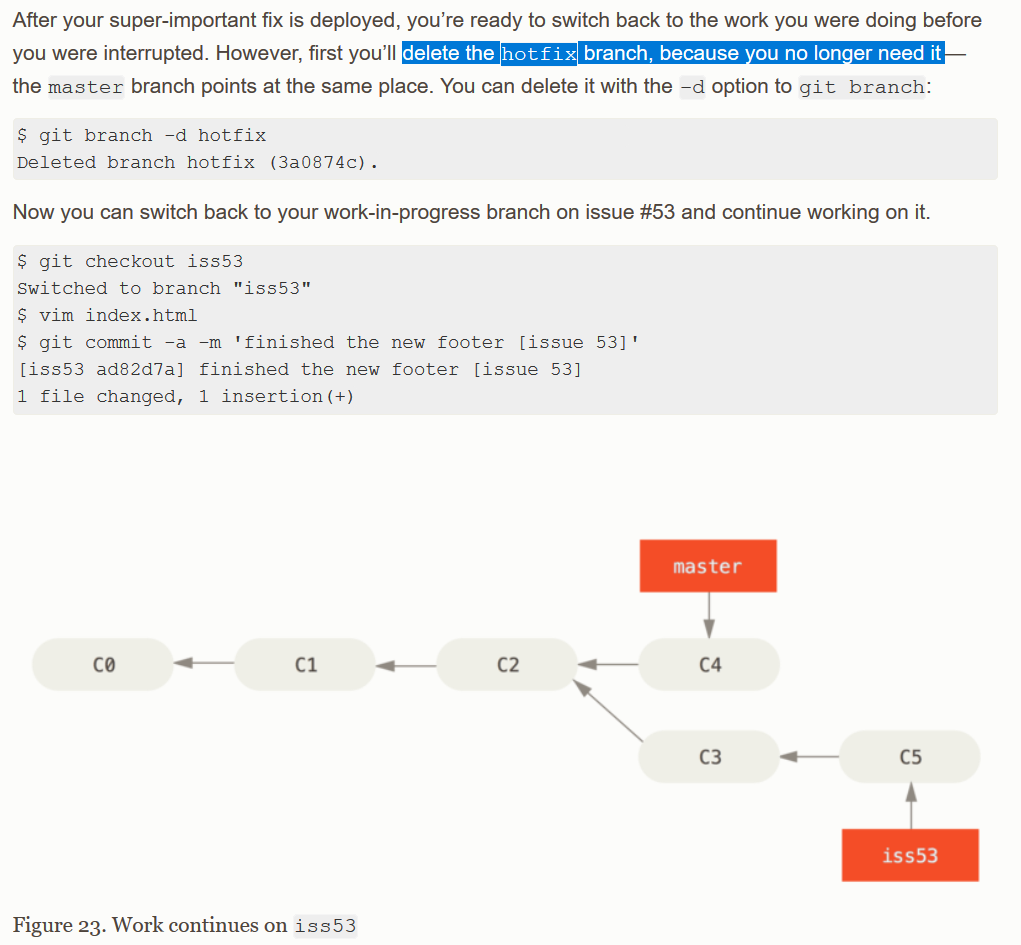 After your super-important fix is deployed, you’re ready to switch back to the work you were doing before
you were interrupted. However, first you’ll delete the hotfix branch, because you no longer need it—
the master branch points at the same place. You can delete it with the -d option to git branch:
$ git branch -d hotfix
Deleted branch hotfix (3a0874c).
Now you can switch back to your work-in-progress branch on issue #53 and continue working on it.
$ git checkout iss53
Switched to branch "iss53"
$ vim index.html
$ git commit -a -m 'finished the new footer [issue 53]'
[iss53 ad82d7a] finished the new footer [issue 53]
1 file changed, 1 insertion(+)
master
C0 C1 C2 C4
C3 C5
iss53
Figure 23. Work continues on iss53